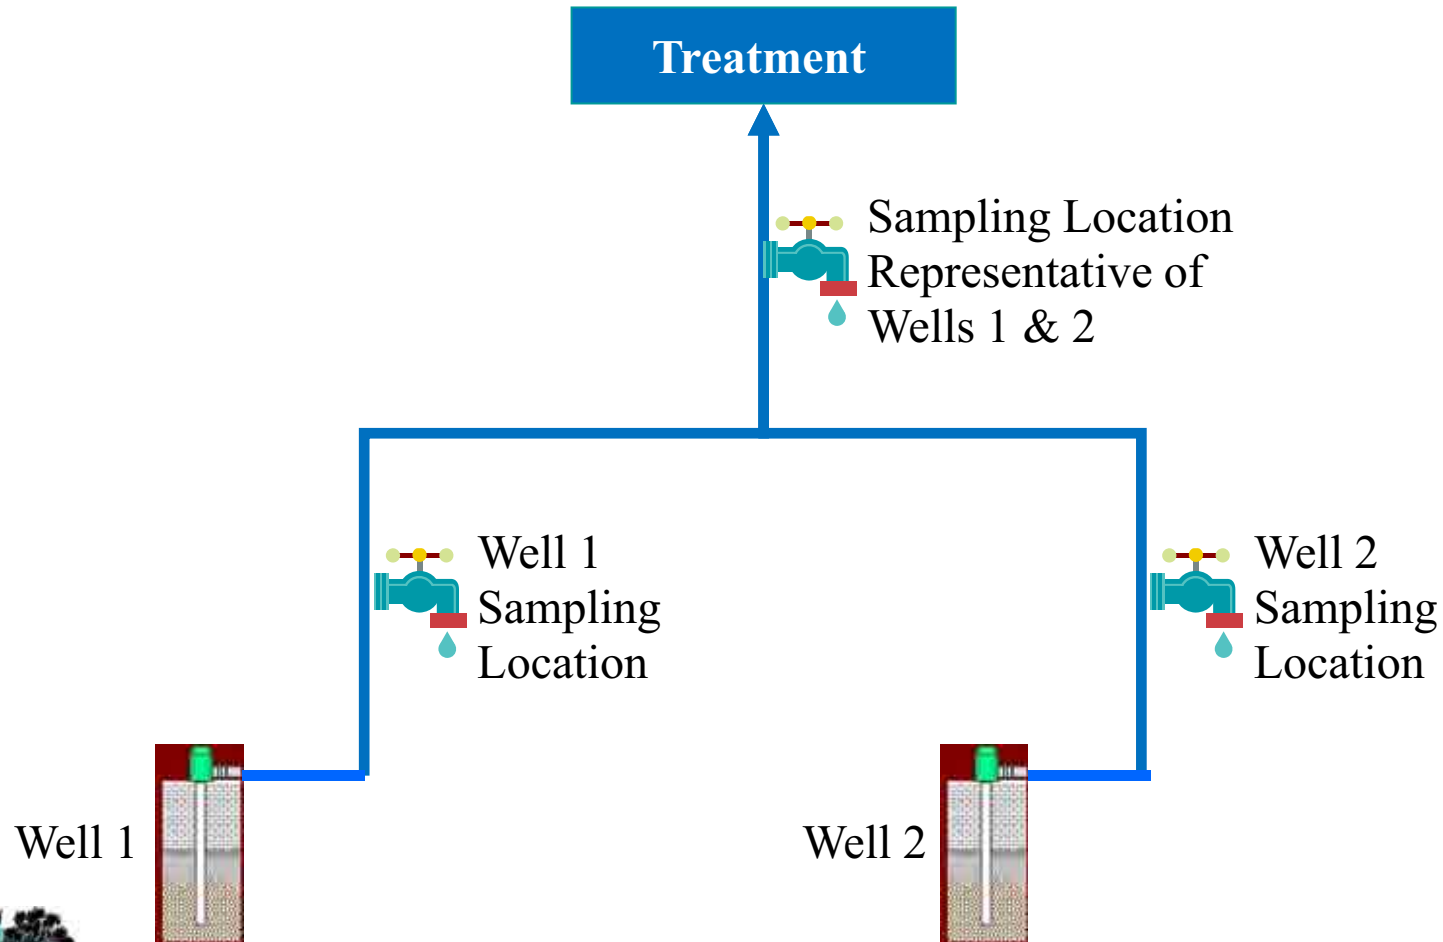 Treatment
Sampling Location
Representative of
Wells 1 & 2
Well 1
Sampling
Location
Well 2
Sampling
Location
Well 1
Well 2